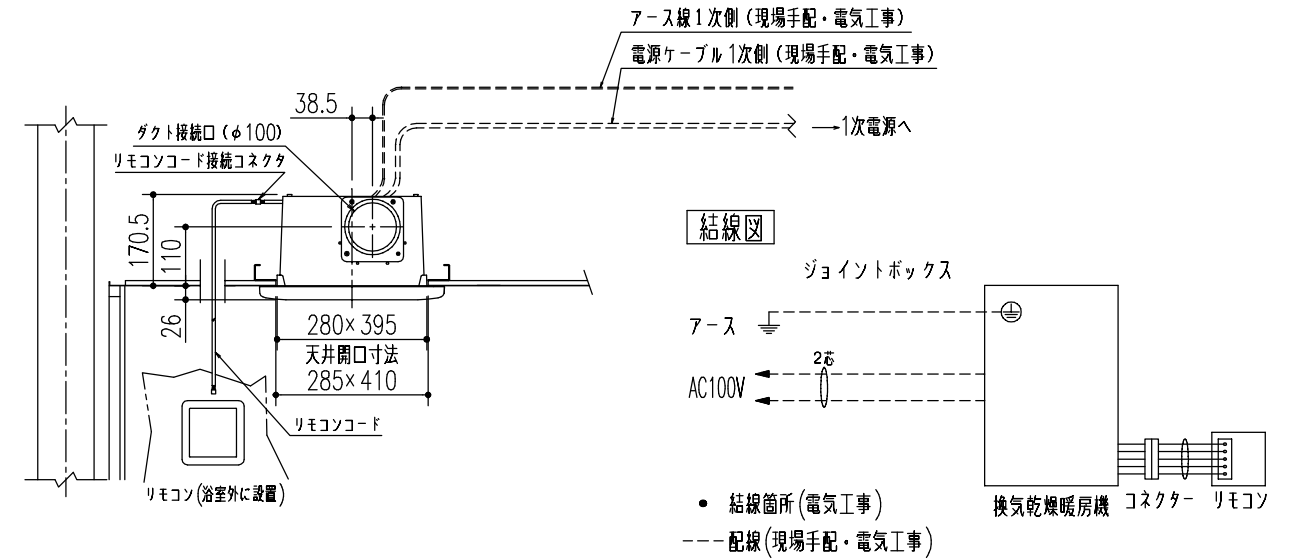 アース線1次側(現場手配・電気工事)
電源ケーブル1次側(現場手配・電気工事)
38.5
→1次電源へ
ダクト接続口(φ100)
リモコンコード接続コネクタ
170.5
110
26
280×395
天井開口寸法
285×410
リモコンコード
リモコン(浴室外に設置)
結線図
ジョイントボックス
アース
2芯
AC100V
換気乾燥暖房機
コネクター
リモコン
● 結線箇所(電気工事)
---配線(現場手配・電気工事)